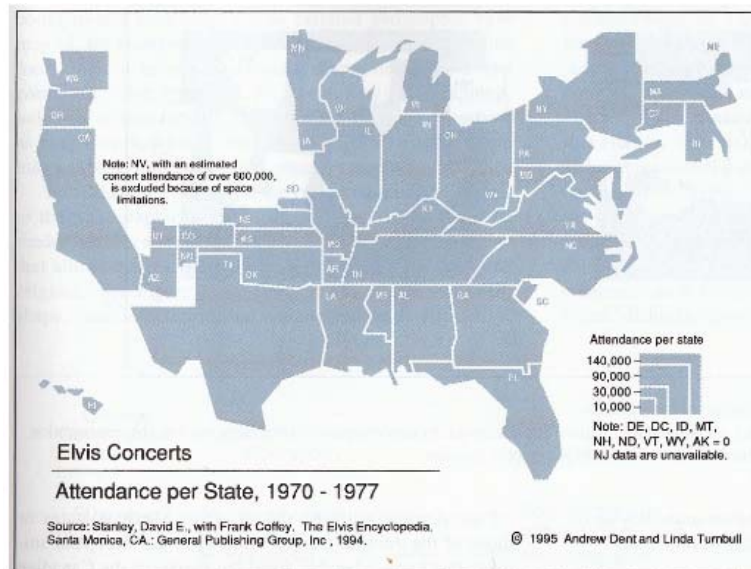 MN
ME
WA
WI
MA
OR
NY
CT
CA
IA
IL
IN
OH
RI
PA
Note: NV, with an estimated
concert attendance of over 600,000,
is excluded because of space
limitations.
MD
SD
WV
KY
NE
VA
UT
CO
KS
MO
NC
NM
AR
AZ
TX
OK
TN
LA
MS
AL
GA
SC
FL
HI
Attendance per state
140,000
90,000
30,000
10,000
Note: DE, DC, ID, MT,
NH, ND, VT, WY, AK = 0
NJ data are unavailable.
Elvis Concerts
Attendance per State, 1970 - 1977
Source: Stanley, David E., with Frank Coffey. The Elvis Encyclopedia.
Santa Monica, CA.: General Publishing Group, Inc , 1994.
© 1995 Andrew Dent and Linda Turnbull